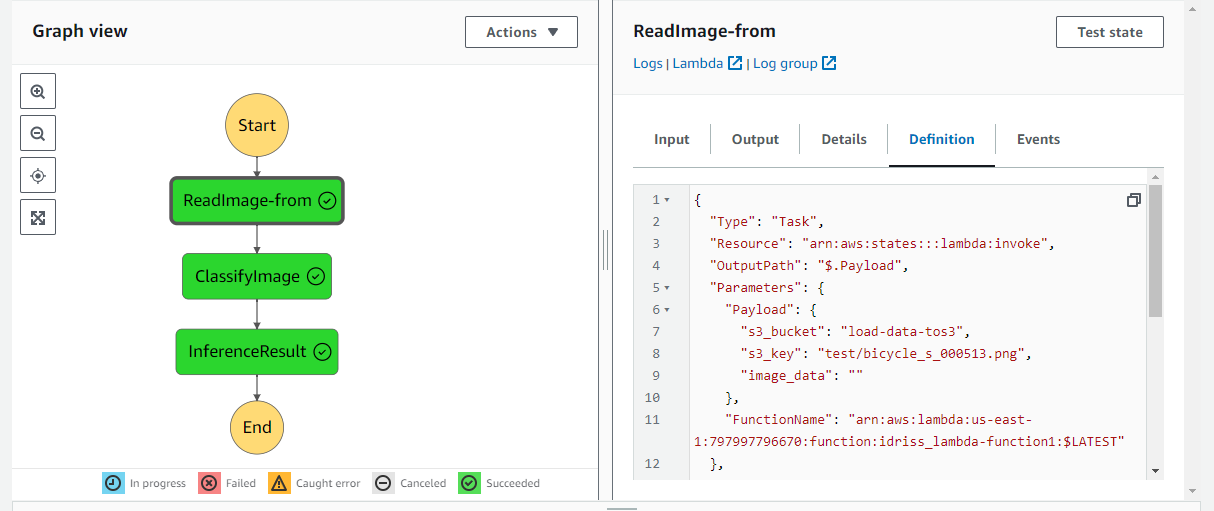 Graph view
Actions
Start
ReadImage-from
ClassifyImage
InferenceResult
End
In progress
Failed
Caught error
Canceled
Succeeded
ReadImage-from
Test state
Logs | Lambda | Log group
Input
Output
Details
Definition
Events
1 {
2 "Type": "Task",
3 "Resource": "arn:aws:states:::lambda:invoke",
4 "OutputPath": "$.Payload",
5 "Parameters": {
6 "Payload": {
7 "s3_bucket": "load-data-tos3",
8 "s3_key": "test/bicycle_s_000513.png",
9 "image_data": ""
10 },
11 "FunctionName": "arn:aws:lambda:us-east-
1:797997796670:function:idriss_lambda-function1:$LATEST"
12 },